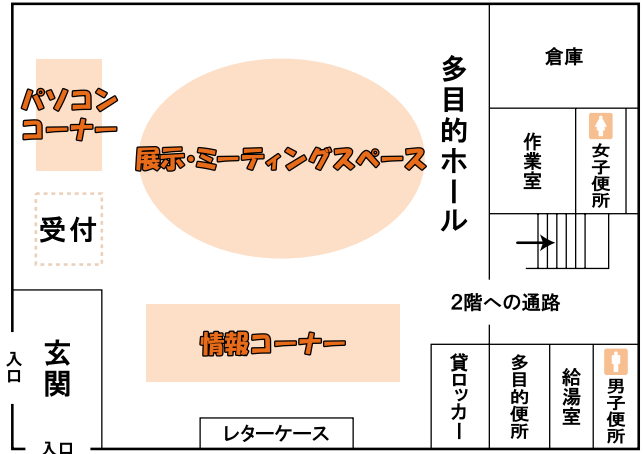 パソコン
コーナー
展示・ミーティングスペース
多目的ホール
倉庫
作業室
女子便所
受付
2階への通路
情報コーナー
入口
玄関
入口
レターケース
貸ロッカー
多目的便所
給湯室
男子便所